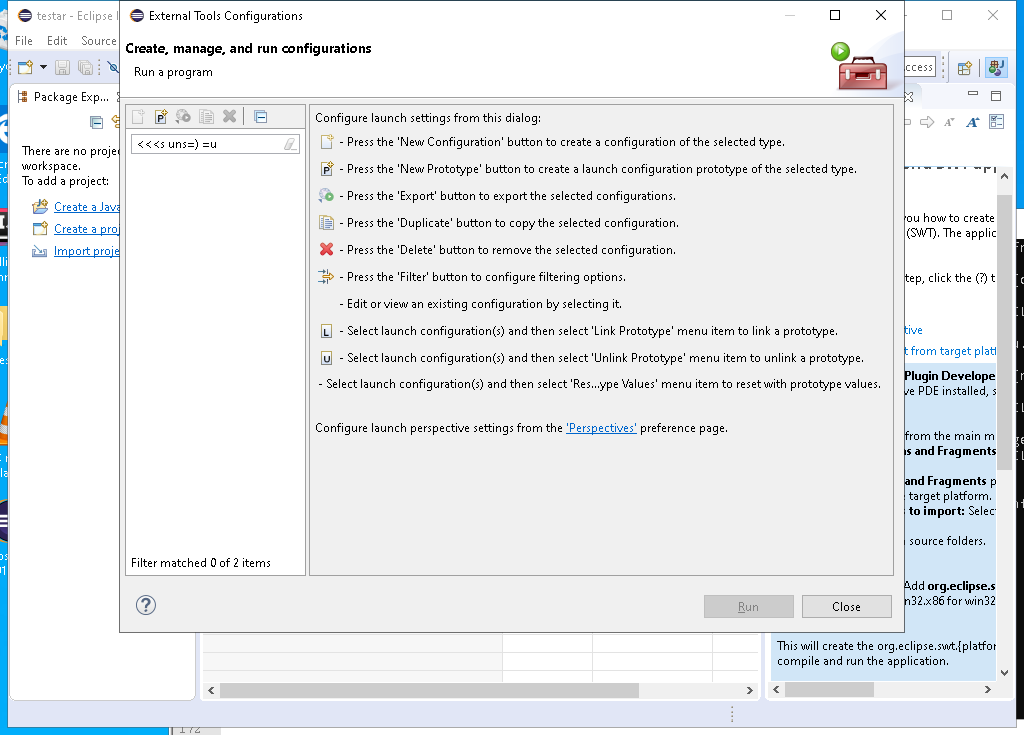 testar - Eclipse
External Tools Configurations
File Edit Source
Create, manage, and run configurations
Run a program
Package Exp...
<<<s uns=) =u
There are no
workspace.
To add a project:
Create a Java
Create a
Import
Filter matched 0 of 2 items
Configure launch settings from this dialog:
- Press the 'New Configuration' button to create a configuration of the selected type.
- Press the 'New Prototype' button to create a launch configuration prototype of the selected type.
- Press the 'Export' button to export the selected configurations.
- Press the 'Duplicate' button to copy the selected configuration.
- Press the 'Delete' button to remove the selected configuration.
- Press the 'Filter' button to configure filtering options.
- Edit or view an existing configuration by selecting it.
L - Select launch configuration(s) and then select 'Link Prototype' menu item to link a prototype.
U - Select launch configuration(s) and then select 'Unlink Prototype' menu item to unlink a prototype.
- Select launch configuration(s) and then select 'Res...ype Values' menu item to reset with prototype values.
Configure launch perspective settings from the 'Perspectives' preference page.
Run Close
you how to create
(SWT). The applic
tep, click the (?) t
tive
t from target platf
Plugin Develope
ve PDE installed, s
from the main m
ns and Fragments
and Fragments p
target platform.
s to import: Selec
source folders.
Add org.eclipse.s
n32.x86 for win32
This will create the org.eclipse.swt.{platfor
compile and run the application.
172